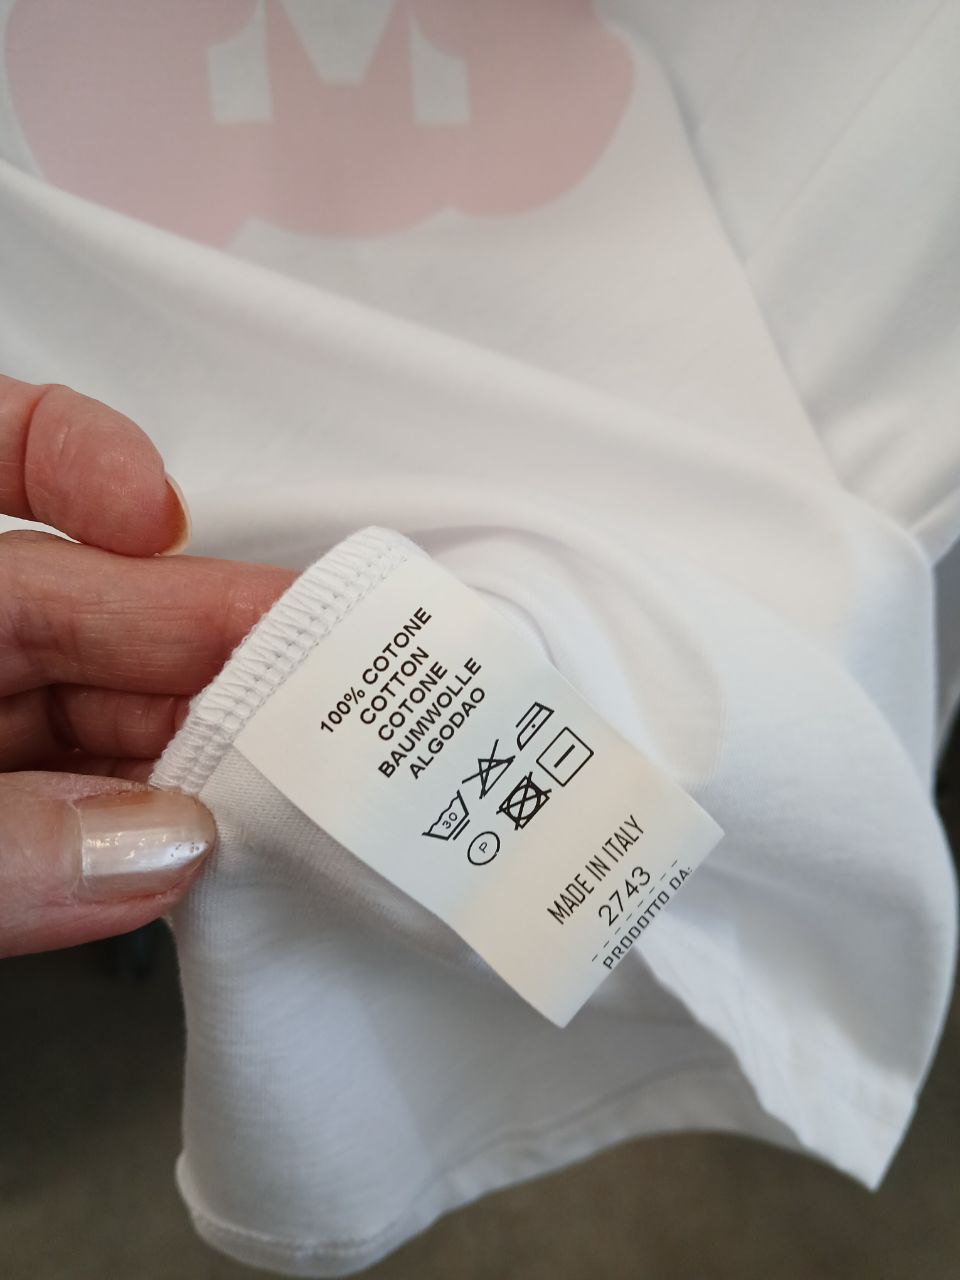 M
100% COTONE
COTTON
COTONE
BAUMWOLLE
ALGODAO
30
P
MADE IN ITALY
2743
PRODOTTO DA: